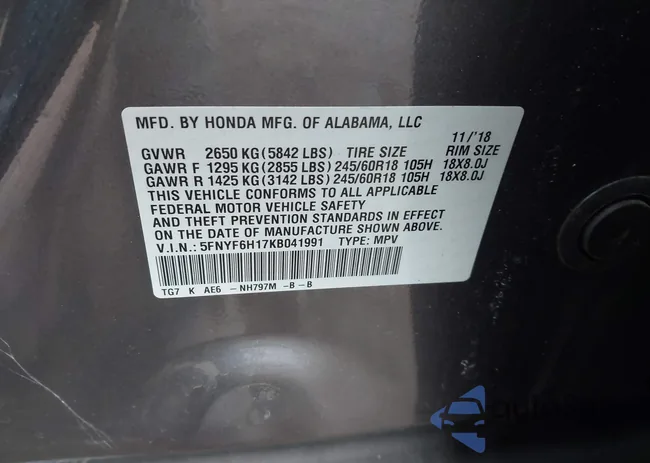 MFD. BY HONDA MFG. OF ALABAMA, LLC
11/'18
GVWR 2650 KG(5842 LBS) TIRE SIZE RIM SIZE
GAWR F 1295 KG(2855 LBS) 245/60R18 105H 18X8.0J
GAWR R 1425 KG(3142 LBS) 245/60R18 105H 18X8.0J
THIS VEHICLE CONFORMS TO ALL APPLICABLE
FEDERAL MOTOR VEHICLE SAFETY
AND THEFT PREVENTION STANDARDS IN EFFECT
ON THE DATE OF MANUFACTURE SHOWN ABOVE.
V.I.N.: 5FNYF6H17KB041991 TYPE: MPV
TG7 K AE6 -NH797M -B -B